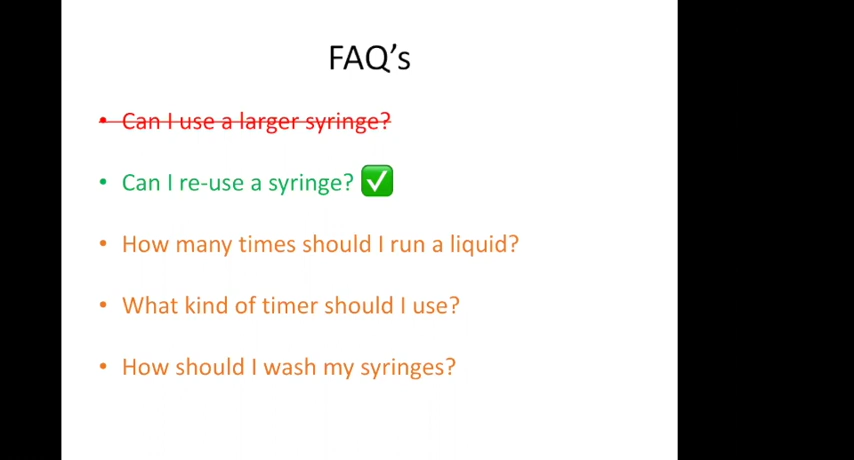 FAQ’s
• Can I use a larger syringe?
• Can I re-use a syringe? ✅
• How many times should I run a liquid?
• What kind of timer should I use?
• How should I wash my syringes?